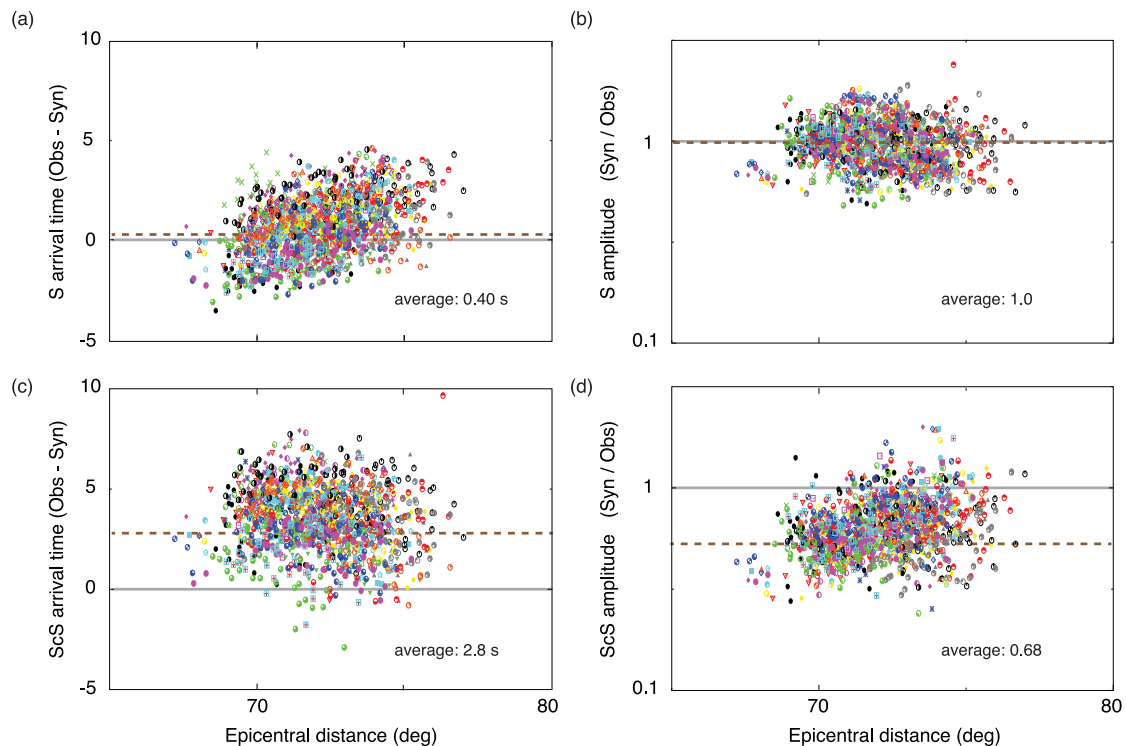 (a)
10
5
0
-5
S arrival time (Obs - Syn)
average: 0.40 s
(b)
1
0.1
S amplitude (Syn / Obs)
average: 1.0
(c)
10
5
0
-5
ScS arrival time (Obs - Syn)
average: 2.8 s
70
80
Epicentral distance (deg)
(d)
1
0.1
ScS amplitude (Syn / Obs)
average: 0.68
70
80
Epicentral distance (deg)